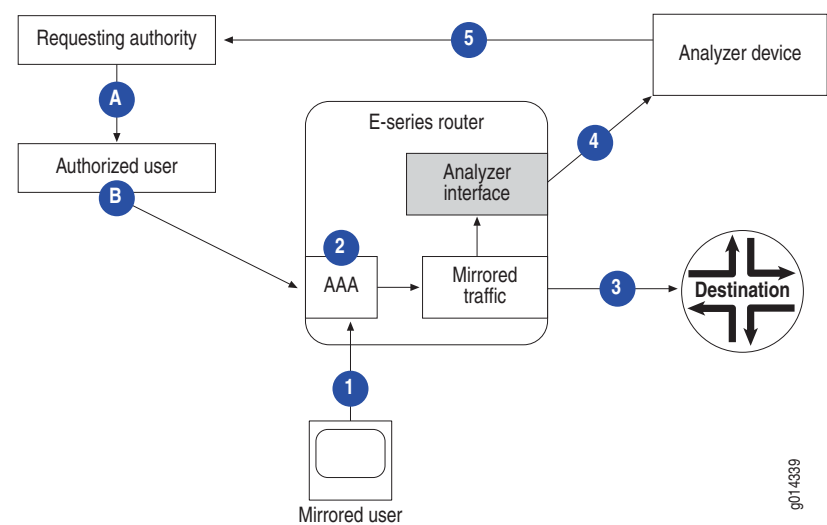 Requesting authority
5
Analyzer device
A
E-series router
4
Authorized user
Analyzer
interface
B
2
AAA
Mirrored
traffic
3
Destination
1
Mirrored user
g014339